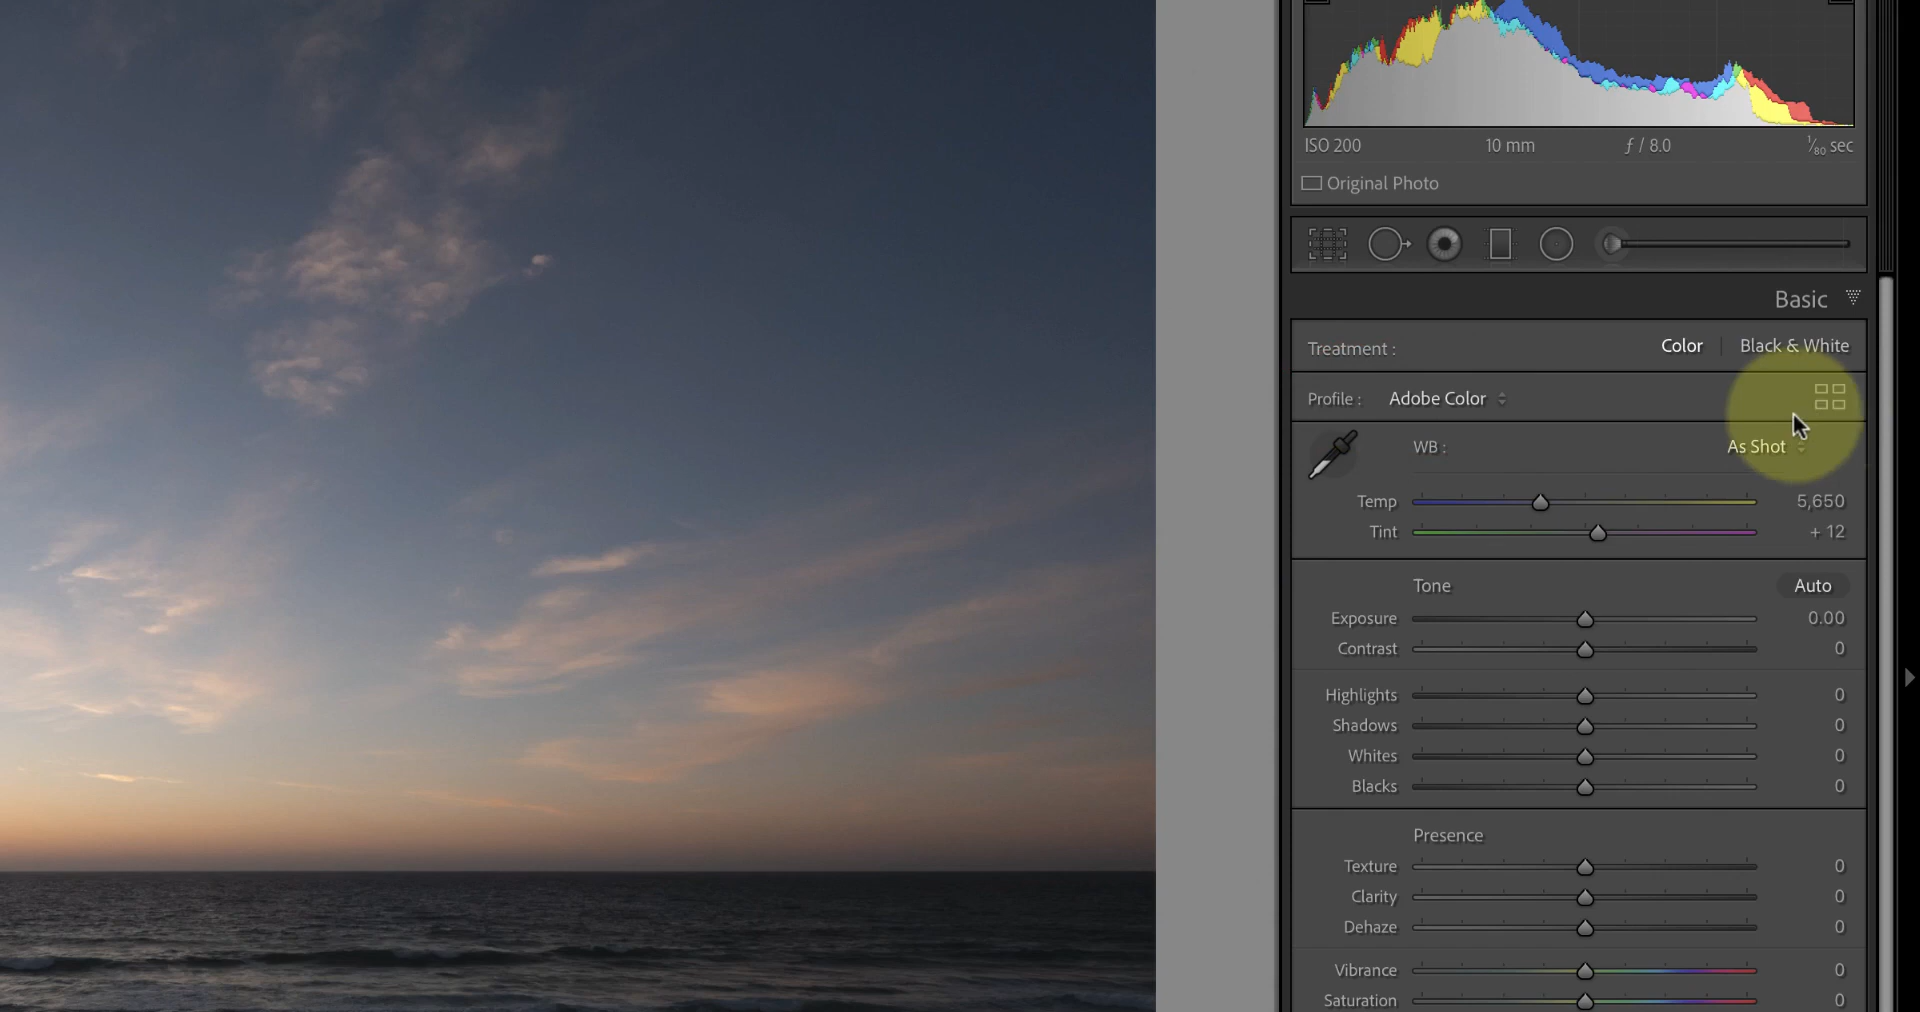 ISO 200 10 mm ƒ / 8.0 1/80 sec
Original Photo
Basic
Treatment : Color Black & White
Profile : Adobe Color
WB : As Shot
Temp 5,650
Tint + 12
Tone Auto
Exposure 0.00
Contrast 0
Highlights 0
Shadows 0
Whites 0
Blacks 0
Presence
Texture 0
Clarity 0
Dehaze 0
Vibrance 0
Saturation 0